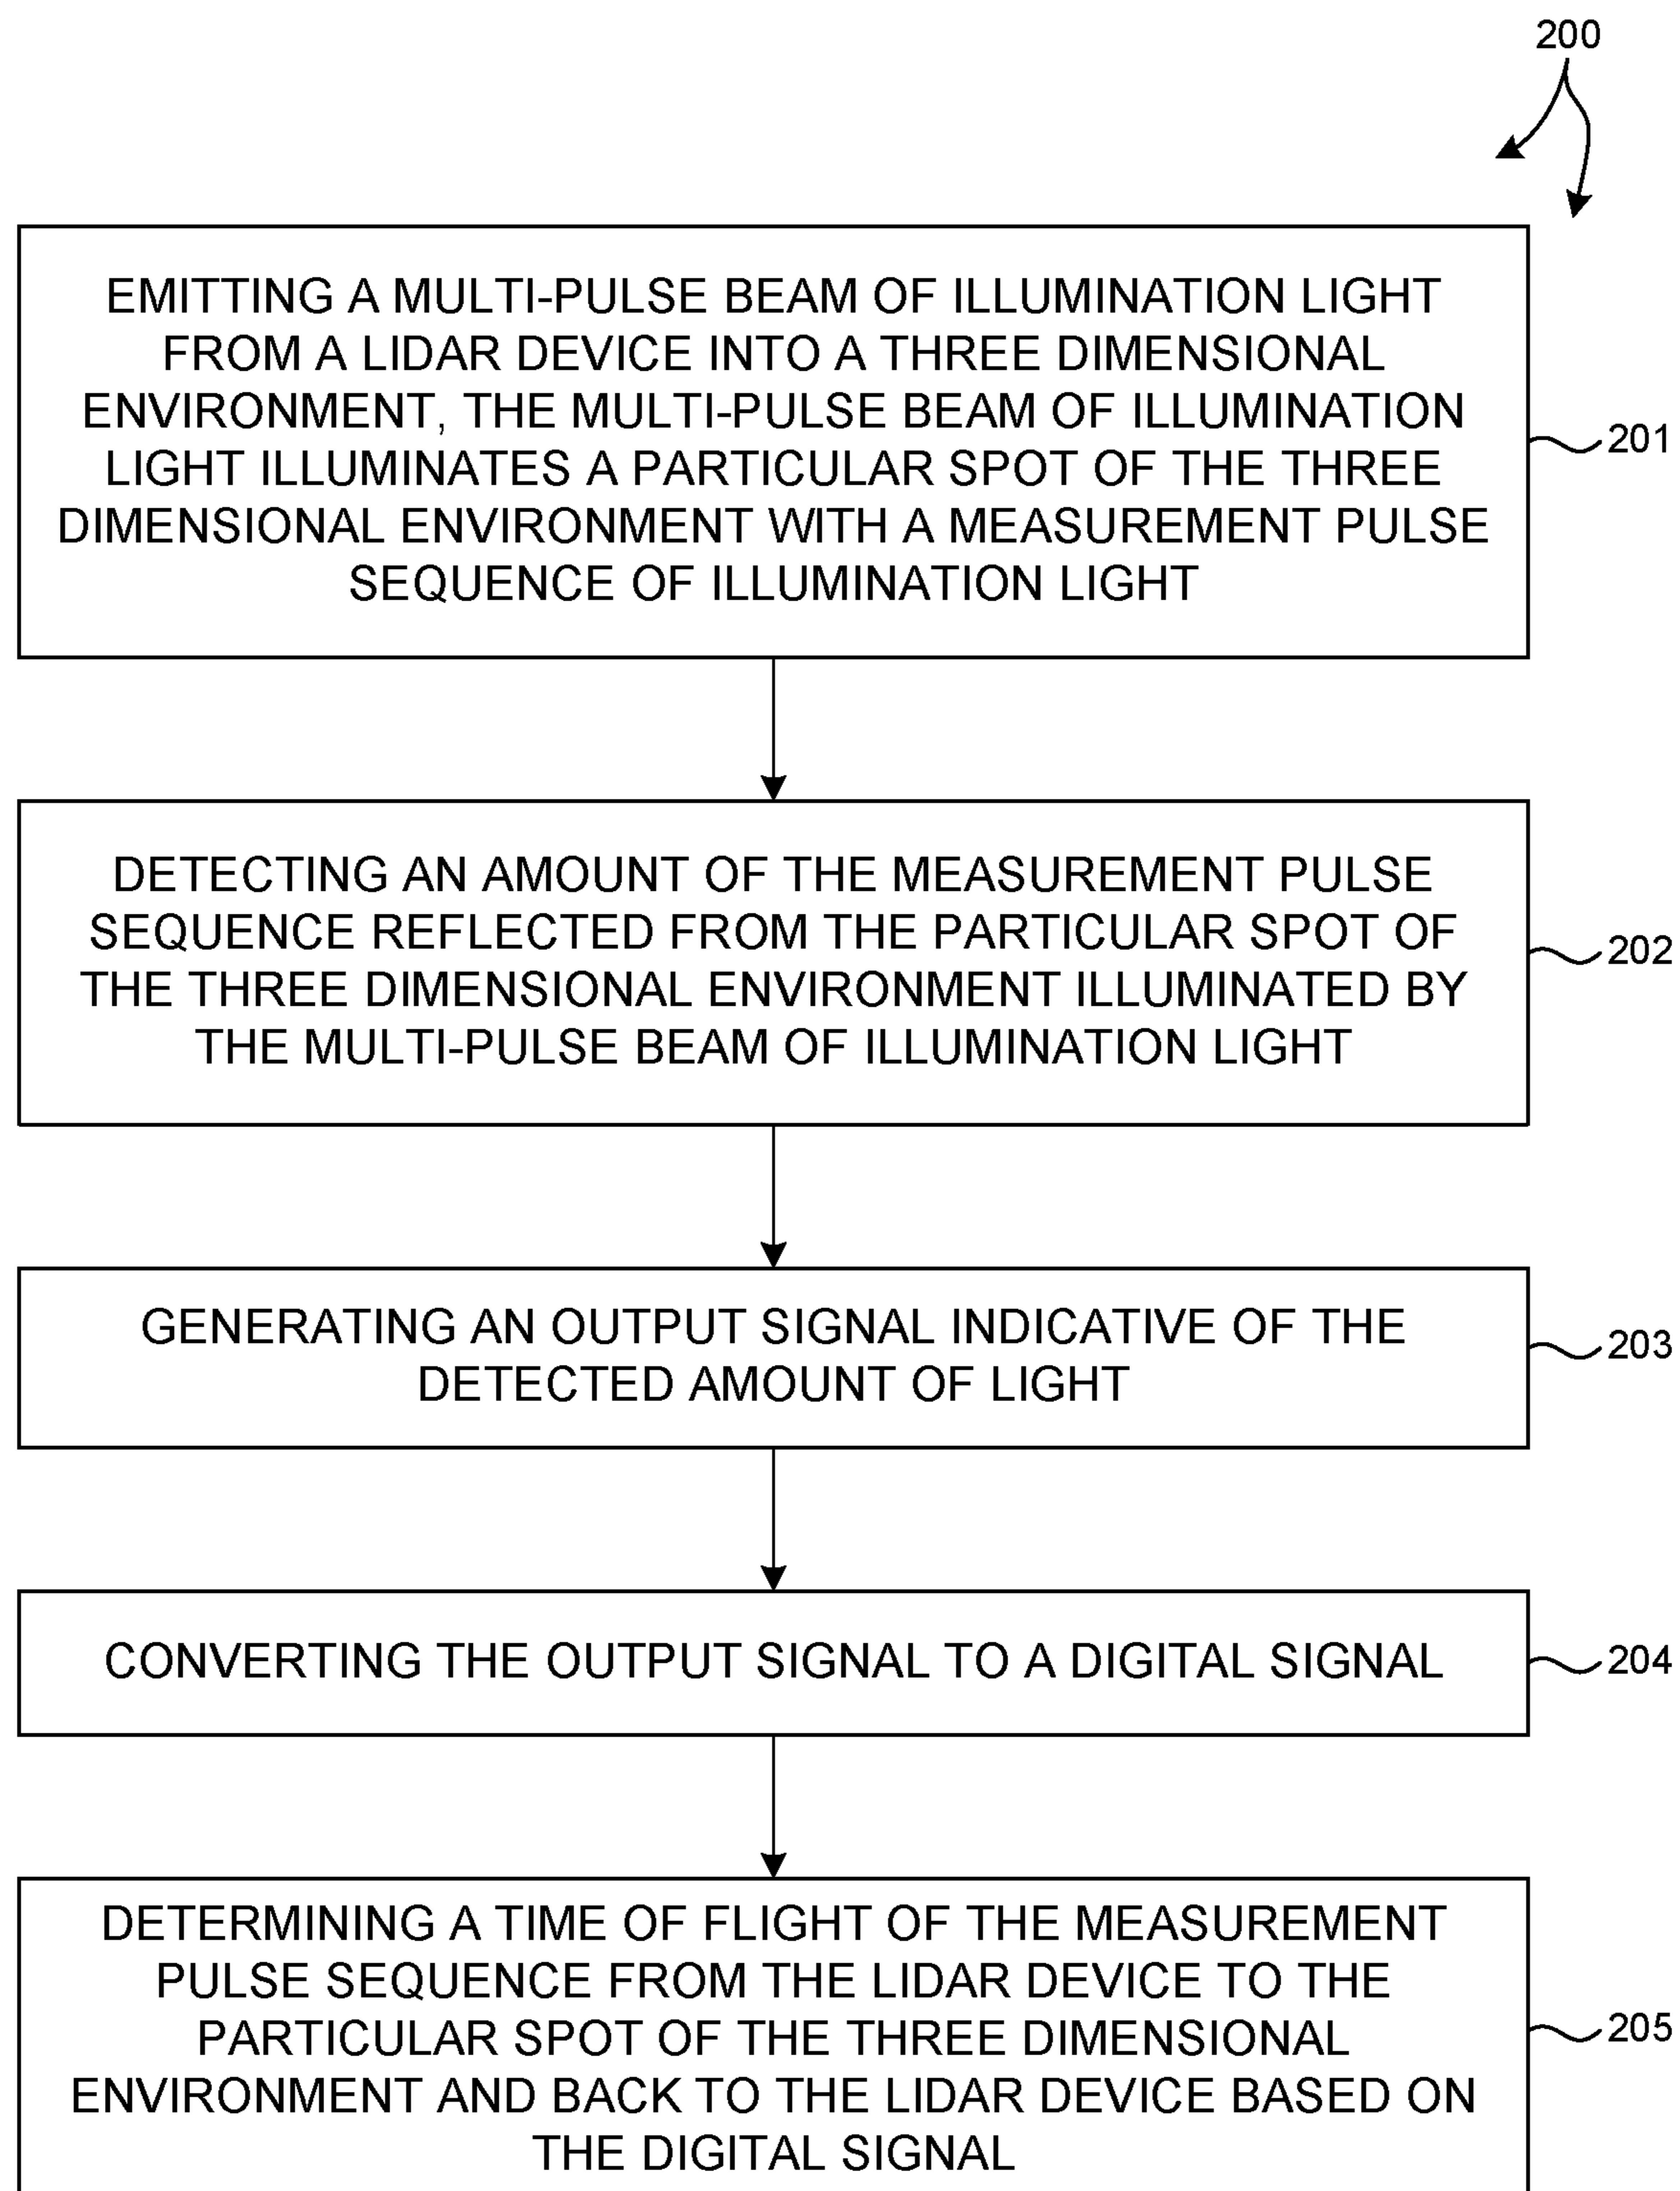 200
EMITTING A MULTI-PULSE BEAM OF ILLUMINATION LIGHT
FROM A LIDAR DEVICE INTO A THREE DIMENSIONAL
ENVIRONMENT, THE MULTI-PULSE BEAM OF ILLUMINATION
LIGHT ILLUMINATES A PARTICULAR SPOT OF THE THREE
DIMENSIONAL ENVIRONMENT WITH A MEASUREMENT PULSE
SEQUENCE OF ILLUMINATION LIGHT
201
DETECTING AN AMOUNT OF THE MEASUREMENT PULSE
SEQUENCE REFLECTED FROM THE PARTICULAR SPOT OF
THE THREE DIMENSIONAL ENVIRONMENT ILLUMINATED BY
THE MULTI-PULSE BEAM OF ILLUMINATION LIGHT
202
GENERATING AN OUTPUT SIGNAL INDICATIVE OF THE
DETECTED AMOUNT OF LIGHT
203
CONVERTING THE OUTPUT SIGNAL TO A DIGITAL SIGNAL
204
DETERMINING A TIME OF FLIGHT OF THE MEASUREMENT
PULSE SEQUENCE FROM THE LIDAR DEVICE TO THE
PARTICULAR SPOT OF THE THREE DIMENSIONAL
ENVIRONMENT AND BACK TO THE LIDAR DEVICE BASED ON
THE DIGITAL SIGNAL
205